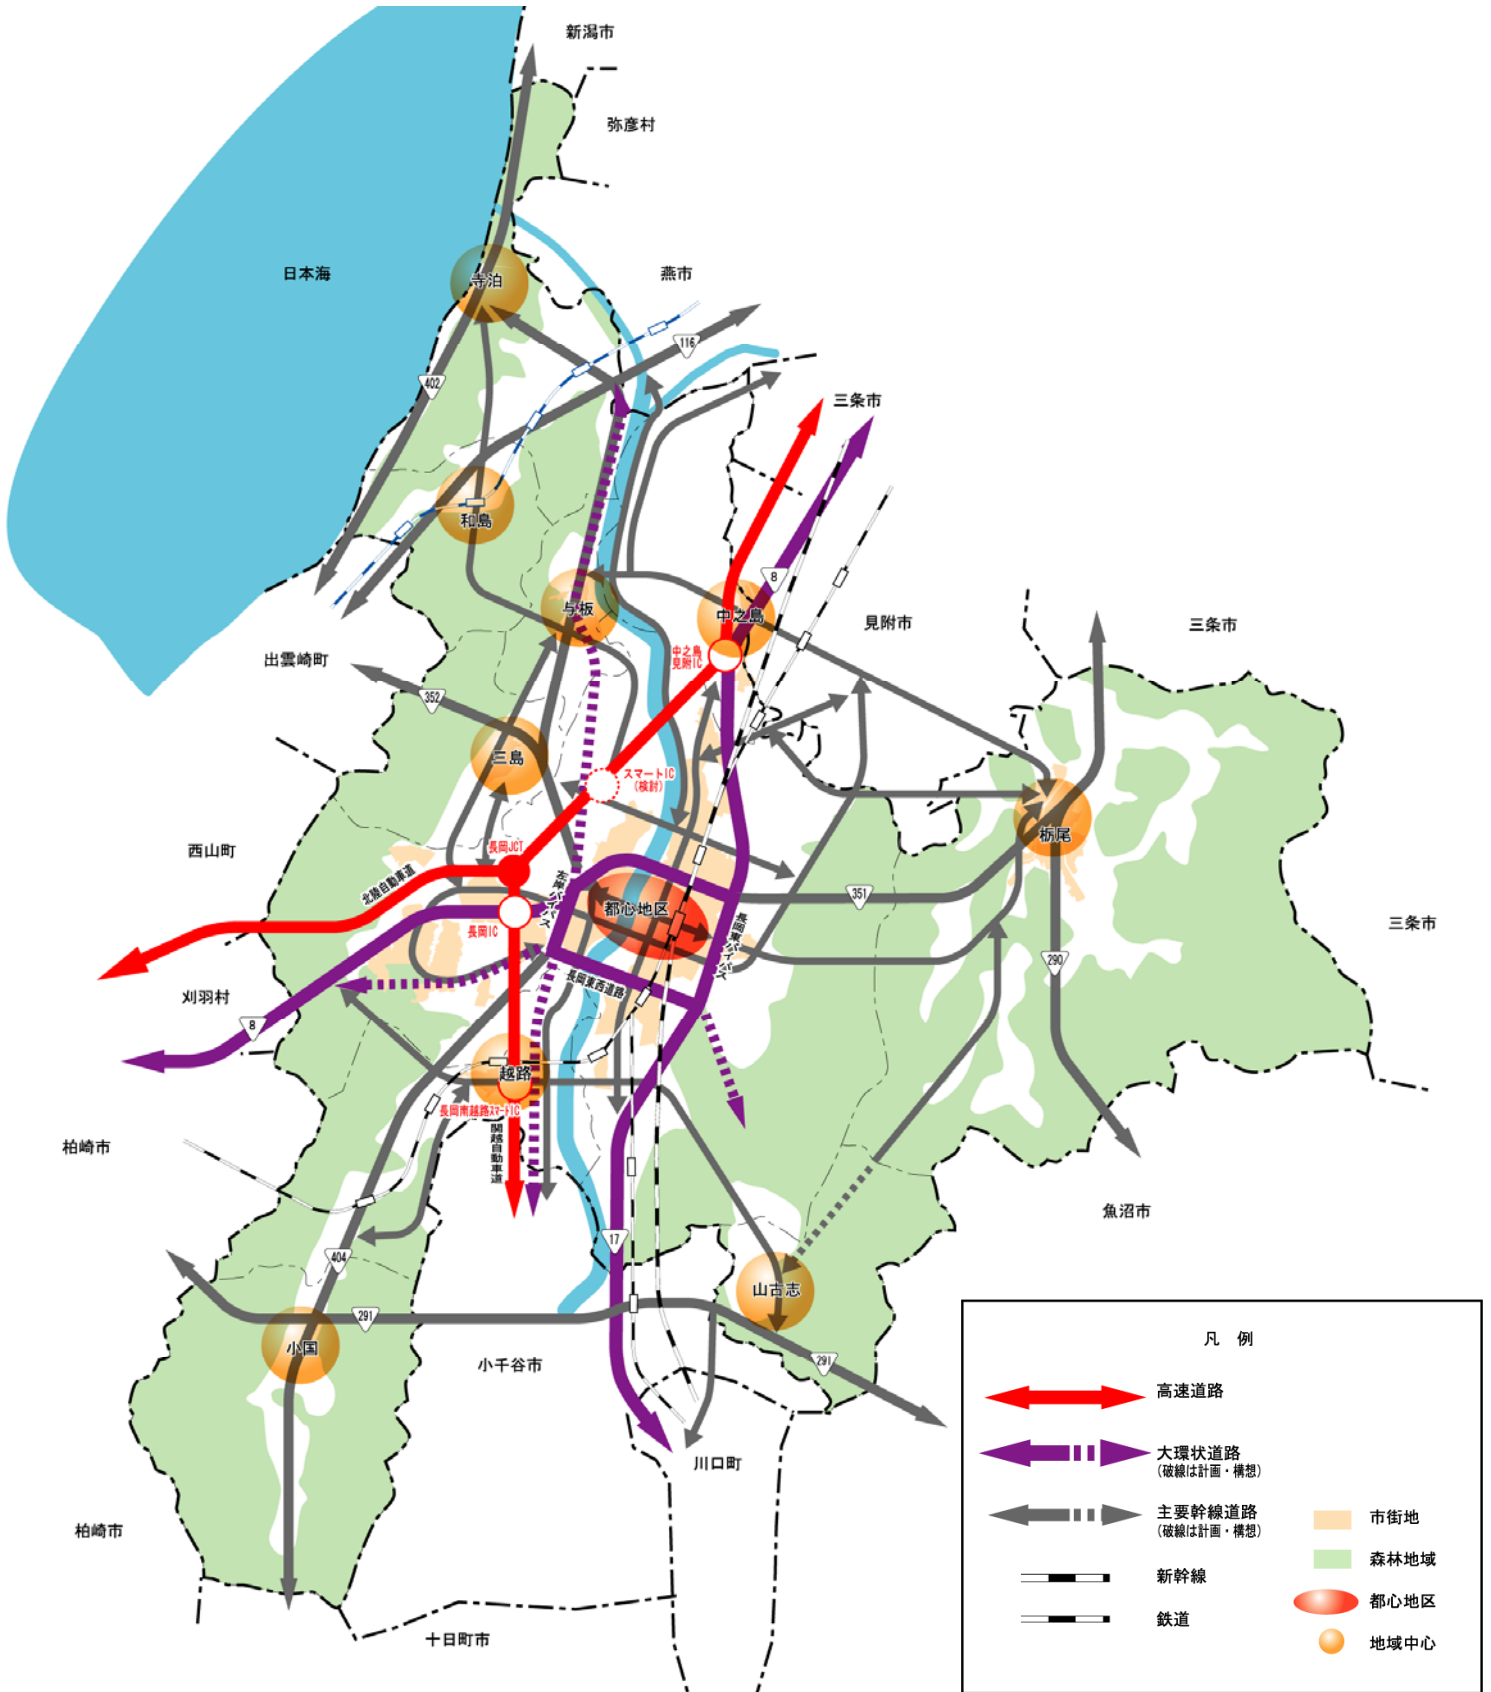 新潟市
弥彦村
日本海
燕市
寺泊
116
402
三条市
和島
8
与板
中之島
見附市
三条市
中之島
見附IC
出雲崎町
352
三島
スマートIC
(検討)
栃尾
西山町
長岡JCT
北陸自動車道
左岸バイパス
351
都心地区
長岡IC
長岡東バイパス
三条市
290
長岡東西道路
刈羽村
8
越路
長岡南越路スマートIC
関越自動車道
柏崎市
魚沼市
17
404
山古志
291
小国
小千谷市
291
川口町
柏崎市
十日町市
凡 例
高速道路
大環状道路
(破線は計画・構想)
主要幹線道路
(破線は計画・構想)
新幹線
鉄道
市街地
森林地域
都心地区
地域中心